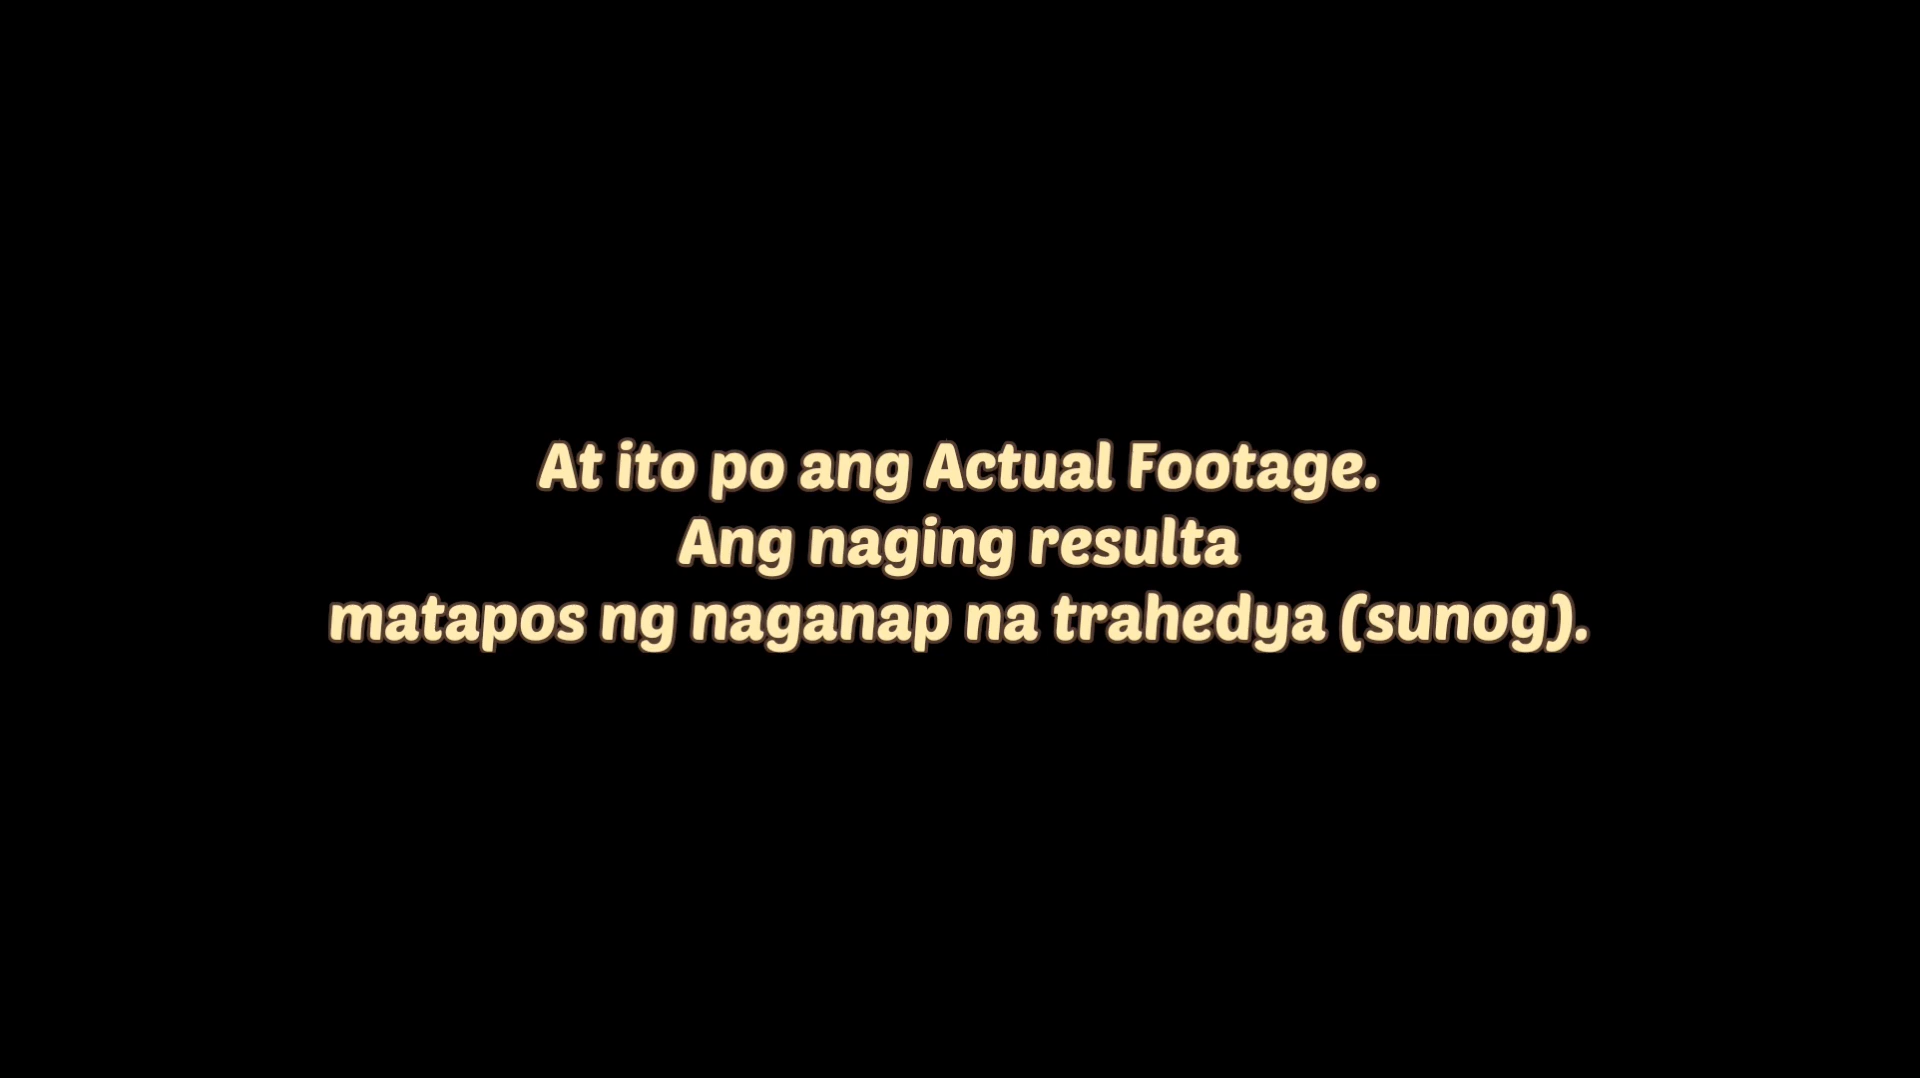 At ito po ang Actual Footage.
Ang naging resulta
matapos ng naganap na trahedya (sunog).